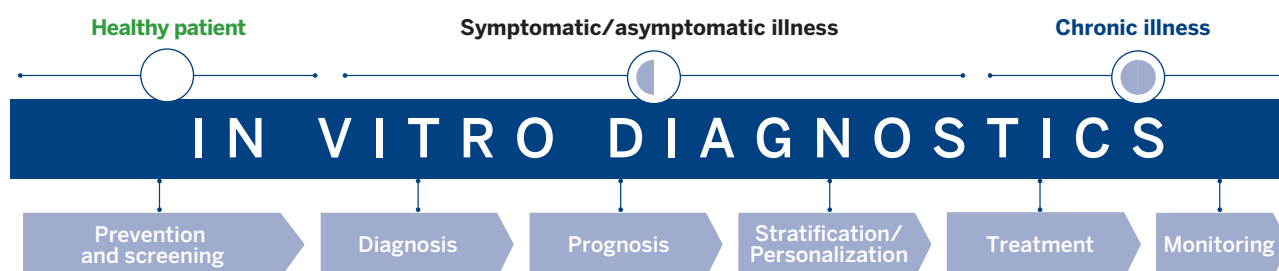 Healthy patient
Symptomatic/asymptomatic illness
Chronic illness
IN VITRO DIAGNOSTICS
Prevention
and screening
Diagnosis
Prognosis
Stratification/
Personalization
Treatment
Monitoring